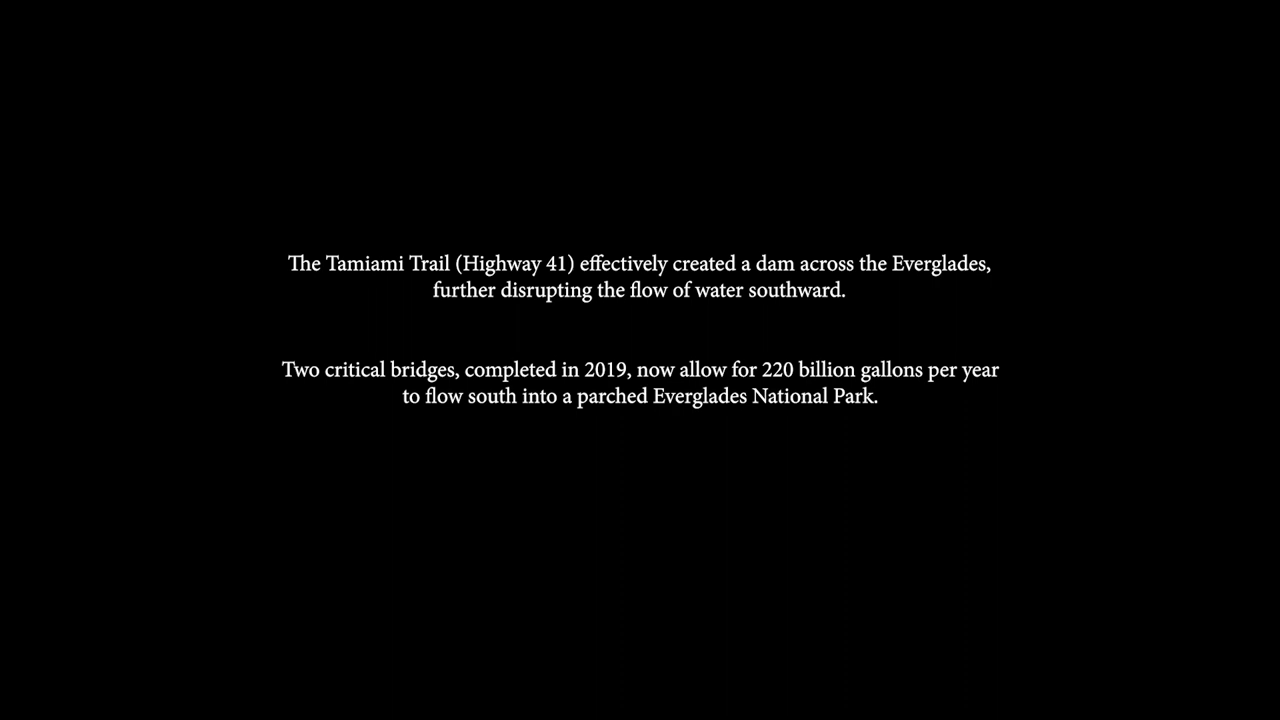 The Tamiami Trail (Highway 41) effectively created a dam across the Everglades,
further disrupting the flow of water southward.
Two critical bridges, completed in 2019, now allow for 220 billion gallons per year
to flow south into a parched Everglades National Park.